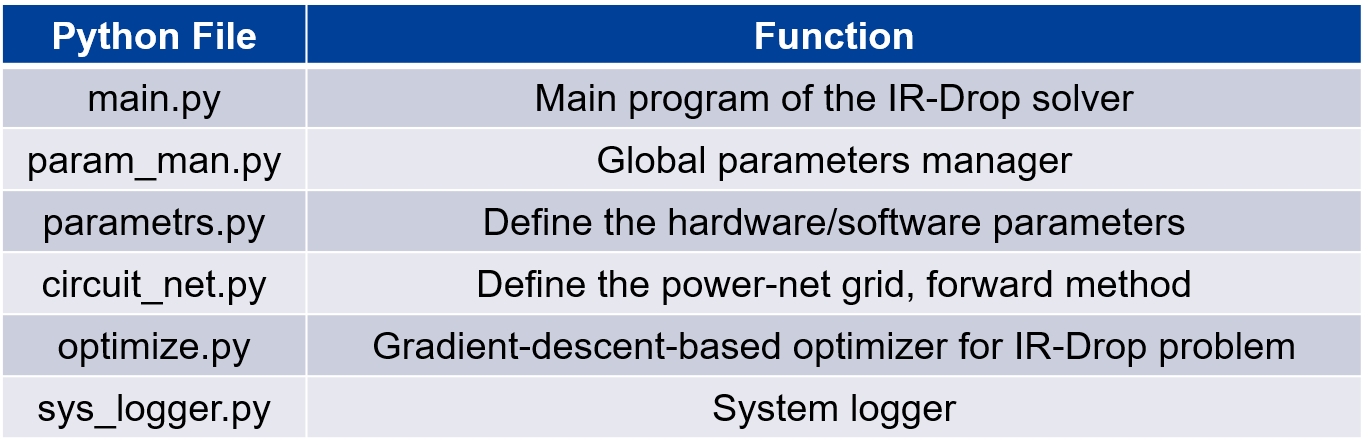 Python File Function
main.py Main program of the IR-Drop solver
param_man.py Global parameters manager
parametrs.py Define the hardware/software parameters
circuit_net.py Define the power-net grid, forward method
optimize.py Gradient-descent-based optimizer for IR-Drop problem
sys_logger.py System logger